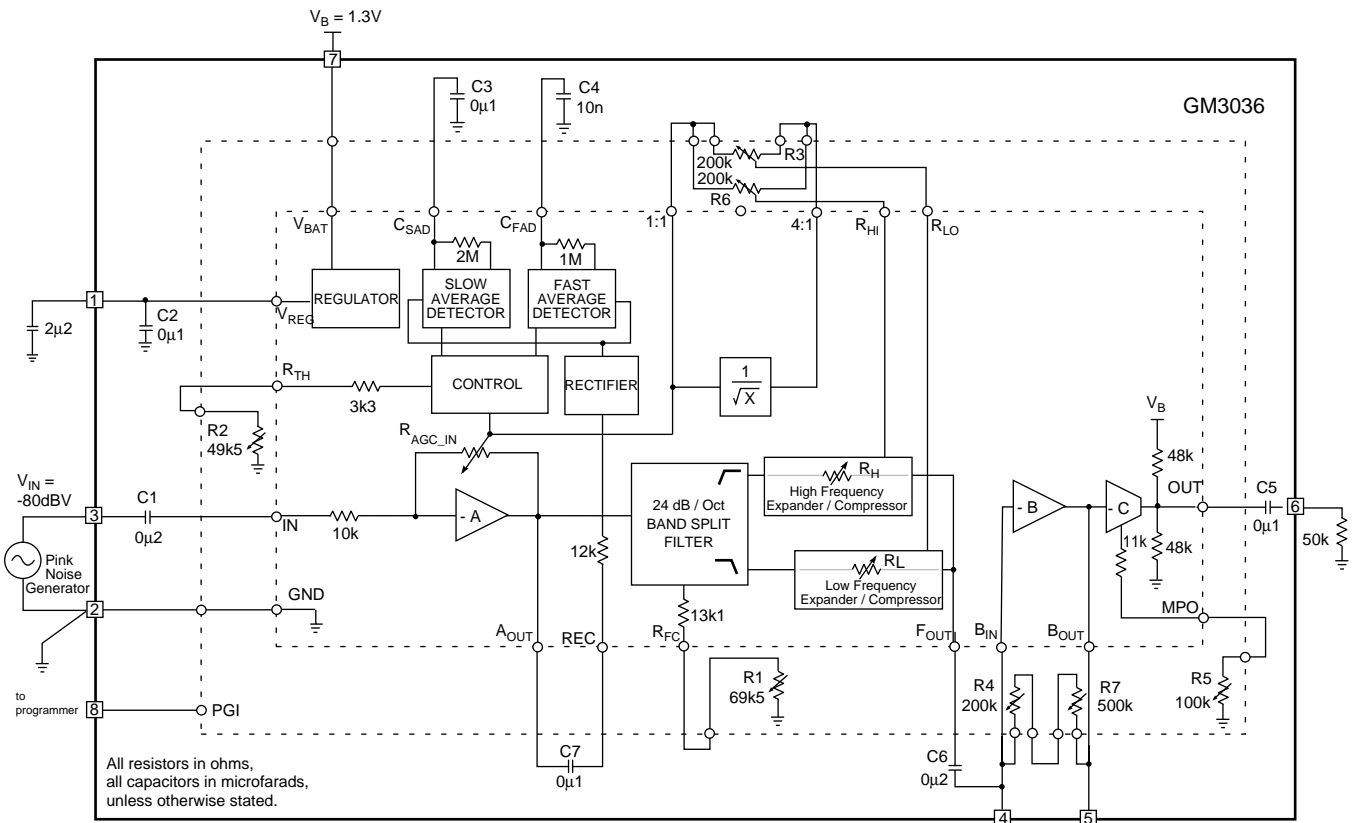 V_B = 1.3V
7
C3
0µ1
C4
10n
GM3036
200k
R3
200k
R6
V_BAT
C_SAD
C_FAD
1:1
4:1
R_HI
R_LO
2M
1M
REGULATOR
SLOW
AVERAGE
DETECTOR
FAST
AVERAGE
DETECTOR
1
2µ2
C2
0µ1
V_REG
R_TH
3k3
CONTROL
RECTIFIER
1
√X
R2
49k5
R_AGC_IN
V_B
48k
V_IN =
-80dBV
3
C1
0µ2
IN
10k
- A
12k
24 dB / Oct
BAND SPLIT
FILTER
R_H
High Frequency
Expander / Compressor
RL
Low Frequency
Expander / Compressor
- B
- C
OUT
C5
0µ1
6
50k
11k
48k
Pink
Noise
Generator
2
GND
13k1
MPO
A_OUT
REC
R_FC
F_OUT
B_IN
B_OUT
R1
69k5
R4
200k
R7
500k
R5
100k
to
programmer
8
PGI
C7
0µ1
C6
0µ2
All resistors in ohms,
all capacitors in microfarads,
unless otherwise stated.
4
5